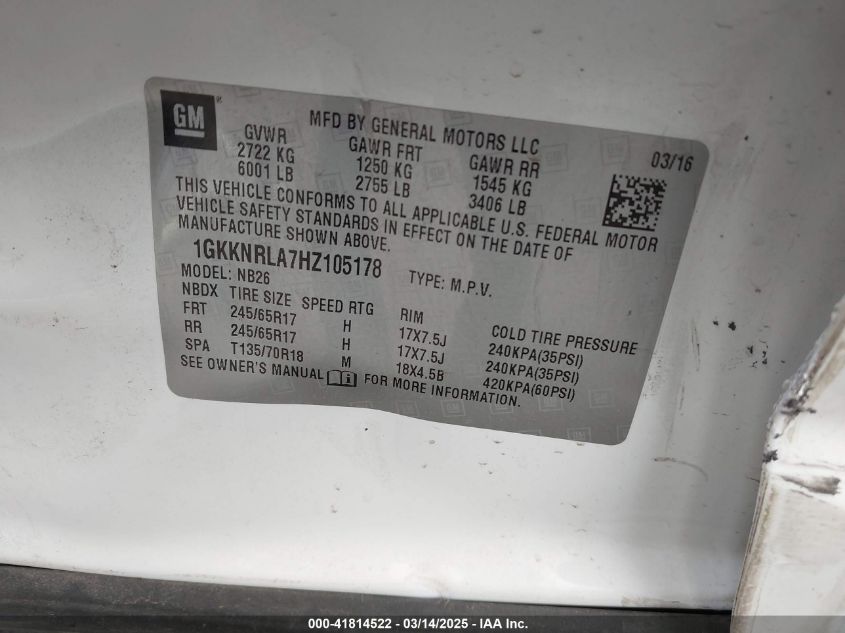 GM®
MFD BY GENERAL MOTORS LLC
03/16
GVWR GAWR FRT GAWR RR
2722 KG 1250 KG 1545 KG
6001 LB 2755 LB 3406 LB
THIS VEHICLE CONFORMS TO ALL APPLICABLE U.S. FEDERAL MOTOR
VEHICLE SAFETY STANDARDS IN EFFECT ON THE DATE OF
MANUFACTURE SHOWN ABOVE.
1GKKNRLA7HZ105178
MODEL: NB26 TYPE: M.P.V.
NBDX TIRE SIZE SPEED RTG RIM COLD TIRE PRESSURE
FRT 245/65R17 H 17X7.5J 240KPA(35PSI)
RR 245/65R17 H 17X7.5J 240KPA(35PSI)
SPA T135/70R18 M 18X4.5B 420KPA(60PSI)
SEE OWNER'S MANUAL FOR MORE INFORMATION.
000-41814522 — 03/14/2025 — IAA Inc.